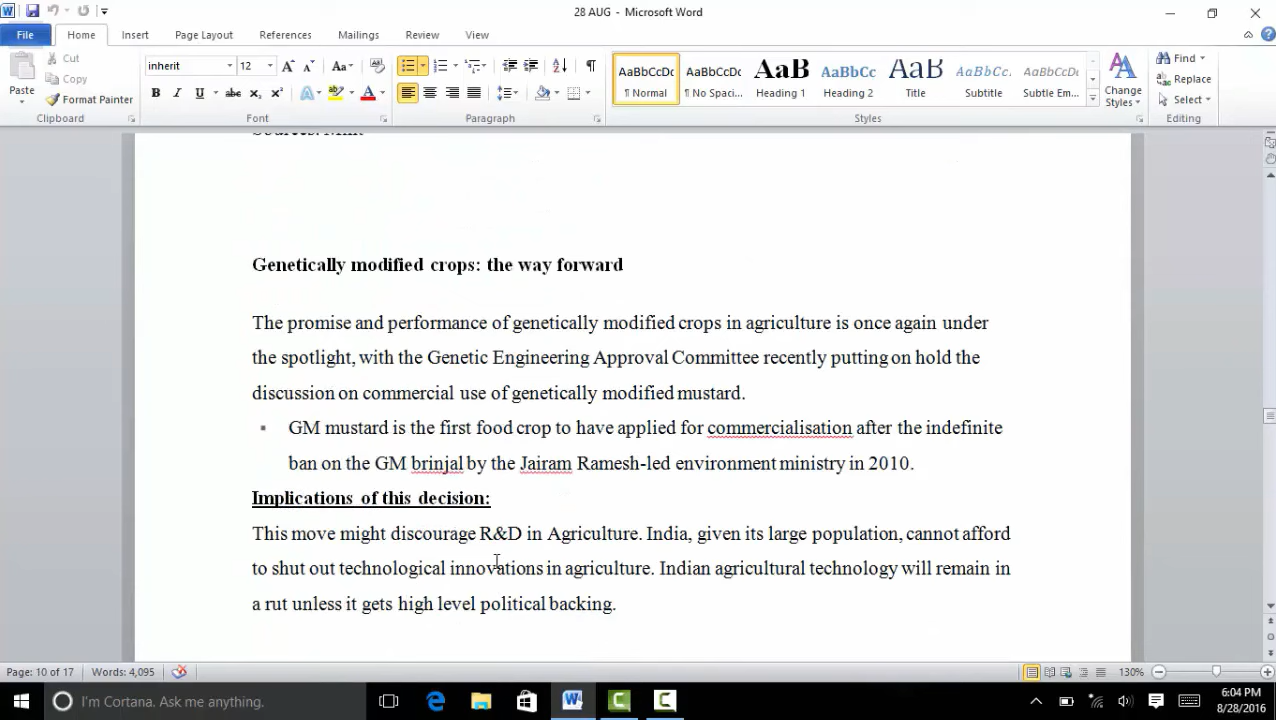 28 AUG - Microsoft Word
File Home Insert Page Layout References Mailings Review View
Paste
Cut
Copy
Format Painter
Clipboard
inherit 12
Font
Paragraph
AaBbCcDc AaBbCcDc AaB AaBbCc AaB AaBbCcDc AaBbCcDc
¶ Normal ¶ No Spaci... Heading 1 Heading 2 Title Subtitle Subtle Em...
Styles
Change Styles
Find
Replace
Select
Editing
Genetically modified crops: the way forward
The promise and performance of genetically modified crops in agriculture is once again under
the spotlight, with the Genetic Engineering Approval Committee recently putting on hold the
discussion on commercial use of genetically modified mustard.
▪ GM mustard is the first food crop to have applied for commercialisation after the indefinite
ban on the GM brinjal by the Jairam Ramesh-led environment ministry in 2010.
Implications of this decision:
This move might discourage R&D in Agriculture. India, given its large population, cannot afford
to shut out technological innovations in agriculture. Indian agricultural technology will remain in
a rut unless it gets high level political backing.
Page: 10 of 17 Words: 4,095 130%
I'm Cortana. Ask me anything.
6:04 PM
8/28/2016